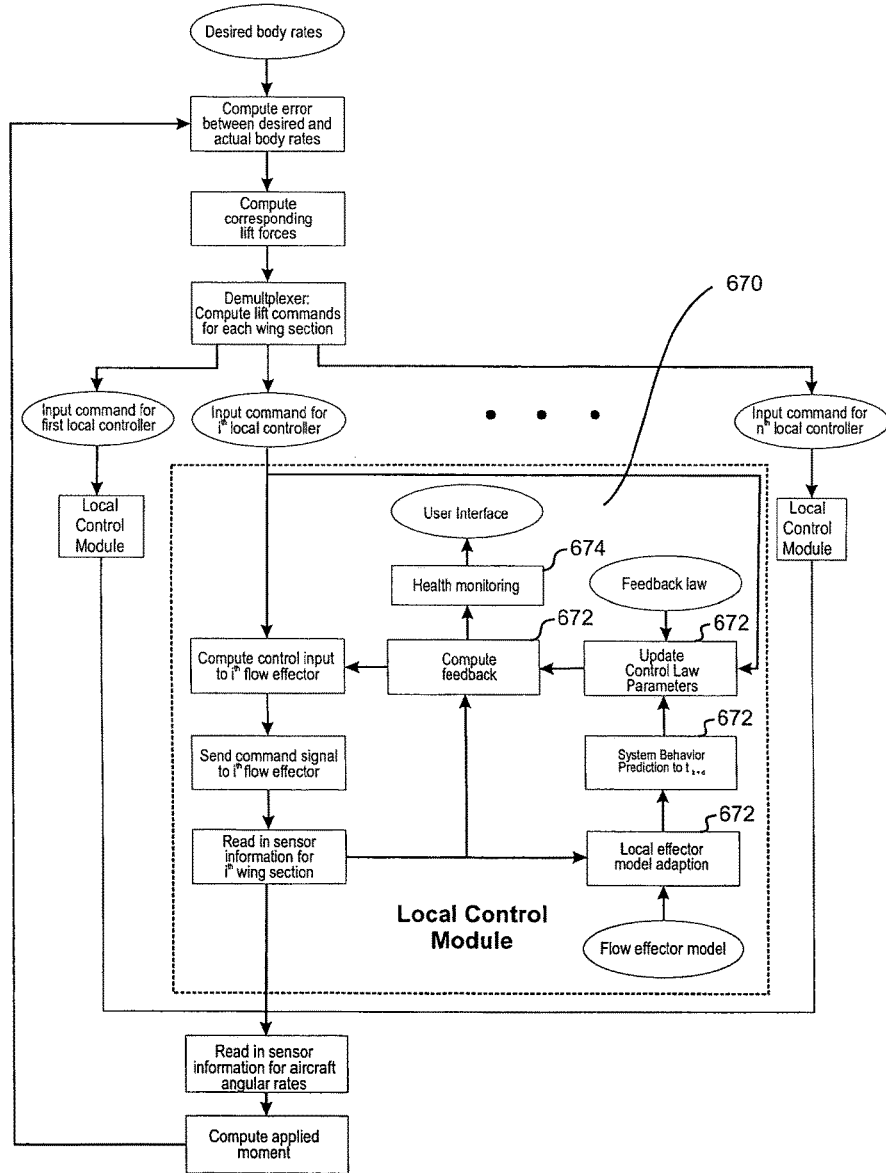 Desired body rates
Compute error
between desired and
actual body rates
Compute
corresponding
lift forces
Demultplexer:
Compute lift commands
for each wing section
670
Input command for
first local controller
Input command for
i^th local controller
Input command for
n^th local controller
Local
Control
Module
User Interface
Local
Control
Module
674
Health monitoring
Feedback law
672
672
Compute control input
to i^th flow effector
Compute
feedback
Update
Control Law
Parameters
672
Send command signal
to i^th flow effector
System Behavior
Prediction to t_k+d
672
Read in sensor
information for
i^th wing section
Local effector
model adaption
Local Control
Module
Flow effector model
Read in sensor
information for aircraft
angular rates
Compute applied
moment